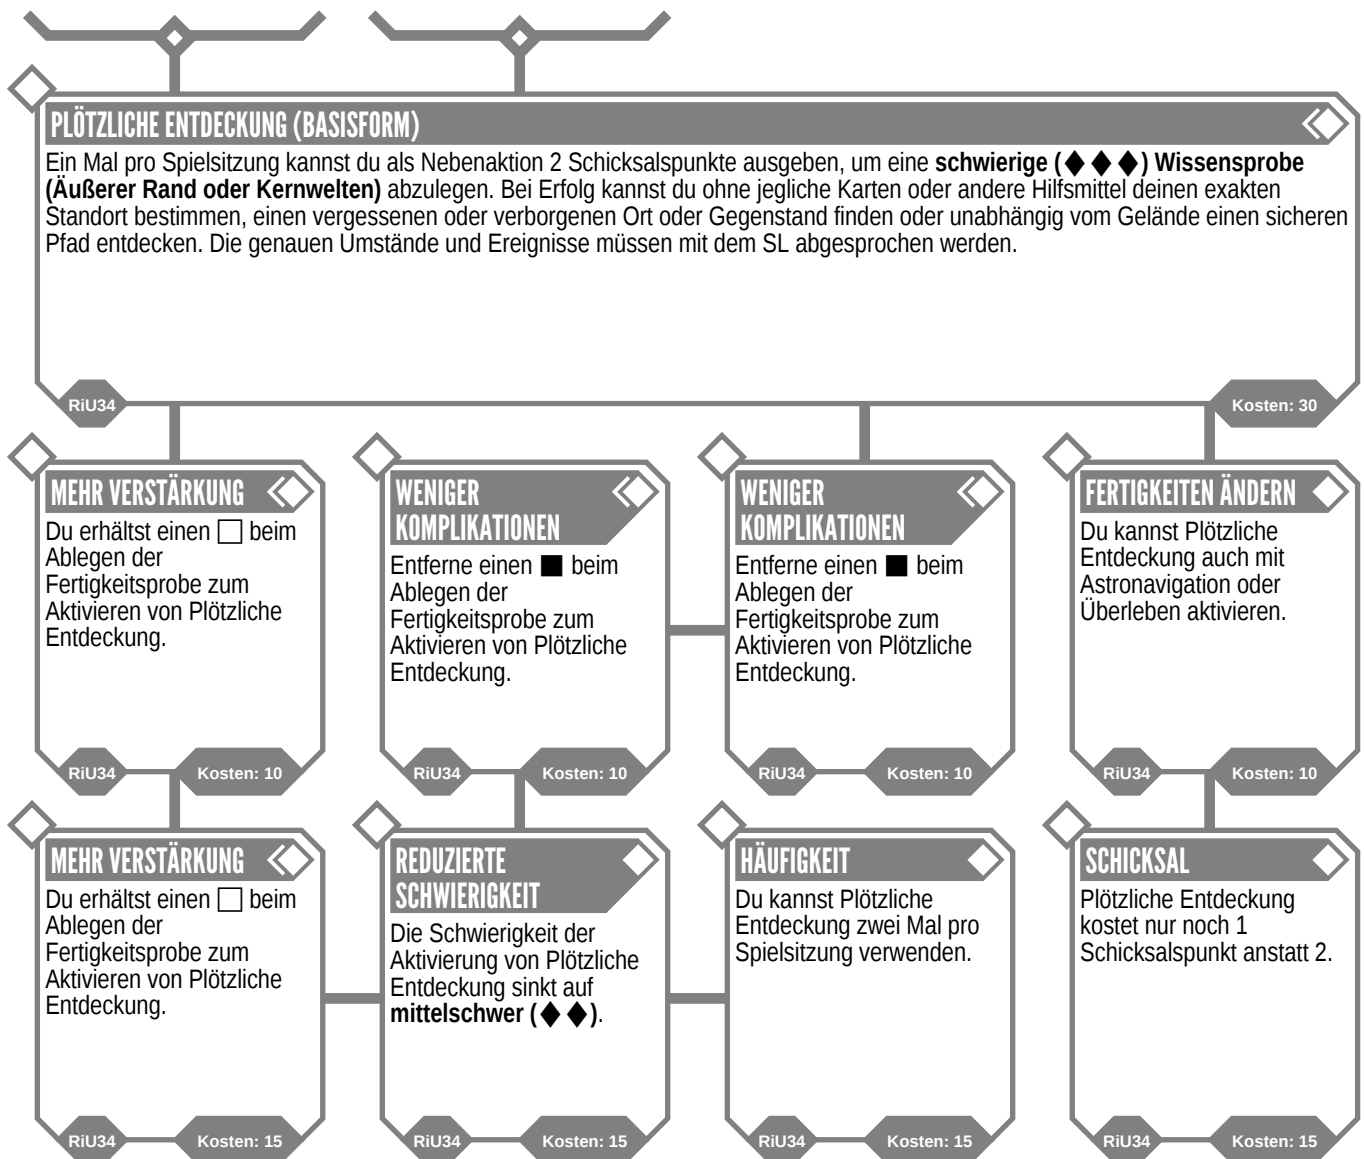 PLÖTZLICHE ENTDECKUNG (BASISFORM)
Ein Mal pro Spielsitzung kannst du als Nebenaktion 2 Schicksalspunkte ausgeben, um eine schwierige (◆ ◆ ◆) Wissensprobe
(Äußerer Rand oder Kernwelten) abzulegen. Bei Erfolg kannst du ohne jegliche Karten oder andere Hilfsmittel deinen exakten
Standort bestimmen, einen vergessenen oder verborgenen Ort oder Gegenstand finden oder unabhängig vom Gelände einen sicheren
Pfad entdecken. Die genauen Umstände und Ereignisse müssen mit dem SL abgesprochen werden.
RiU34
Kosten: 30
MEHR VERSTÄRKUNG
Du erhältst einen □ beim
Ablegen der
Fertigkeitsprobe zum
Aktivieren von Plötzliche
Entdeckung.
RiU34
Kosten: 10
WENIGER
KOMPLIKATIONEN
Entferne einen ■ beim
Ablegen der
Fertigkeitsprobe zum
Aktivieren von Plötzliche
Entdeckung.
RiU34
Kosten: 10
WENIGER
KOMPLIKATIONEN
Entferne einen ■ beim
Ablegen der
Fertigkeitsprobe zum
Aktivieren von Plötzliche
Entdeckung.
RiU34
Kosten: 10
FERTIGKEITEN ÄNDERN
Du kannst Plötzliche
Entdeckung auch mit
Astronavigation oder
Überleben aktivieren.
RiU34
Kosten: 10
MEHR VERSTÄRKUNG
Du erhältst einen □ beim
Ablegen der
Fertigkeitsprobe zum
Aktivieren von Plötzliche
Entdeckung.
RiU34
Kosten: 15
REDUZIERTE
SCHWIERIGKEIT
Die Schwierigkeit der
Aktivierung von Plötzliche
Entdeckung sinkt auf
mittelschwer (◆ ◆).
RiU34
Kosten: 15
HÄUFIGKEIT
Du kannst Plötzliche
Entdeckung zwei Mal pro
Spielsitzung verwenden.
RiU34
Kosten: 15
SCHICKSAL
Plötzliche Entdeckung
kostet nur noch 1
Schicksalspunkt anstatt 2.
RiU34
Kosten: 15